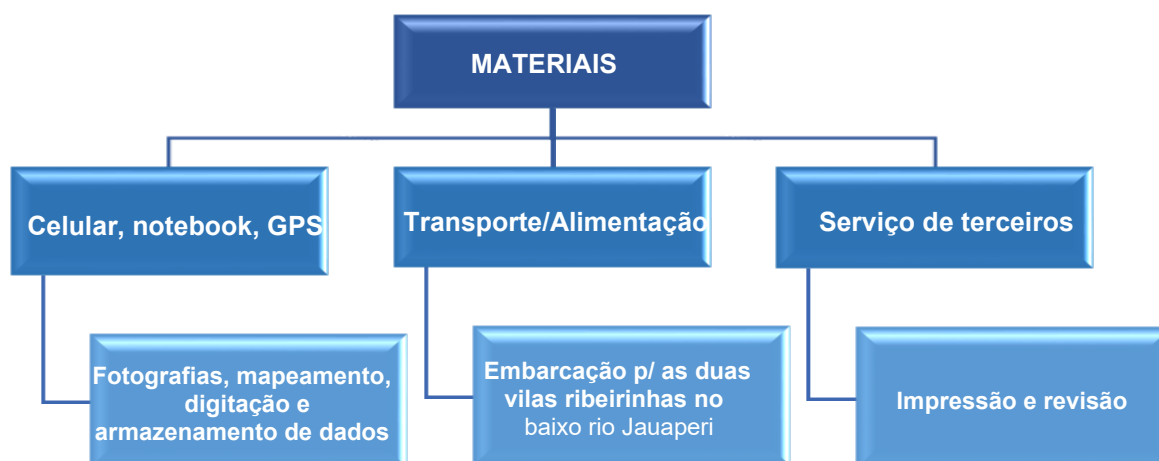 MATERIAIS
Celular, notebook, GPS
Transporte/Alimentação
Serviço de terceiros
Fotografias, mapeamento,
digitação e
armazenamento de dados
Embarcação p/ as duas
vilas ribeirinhas no
baixo rio Jauaperi
Impressão e revisão